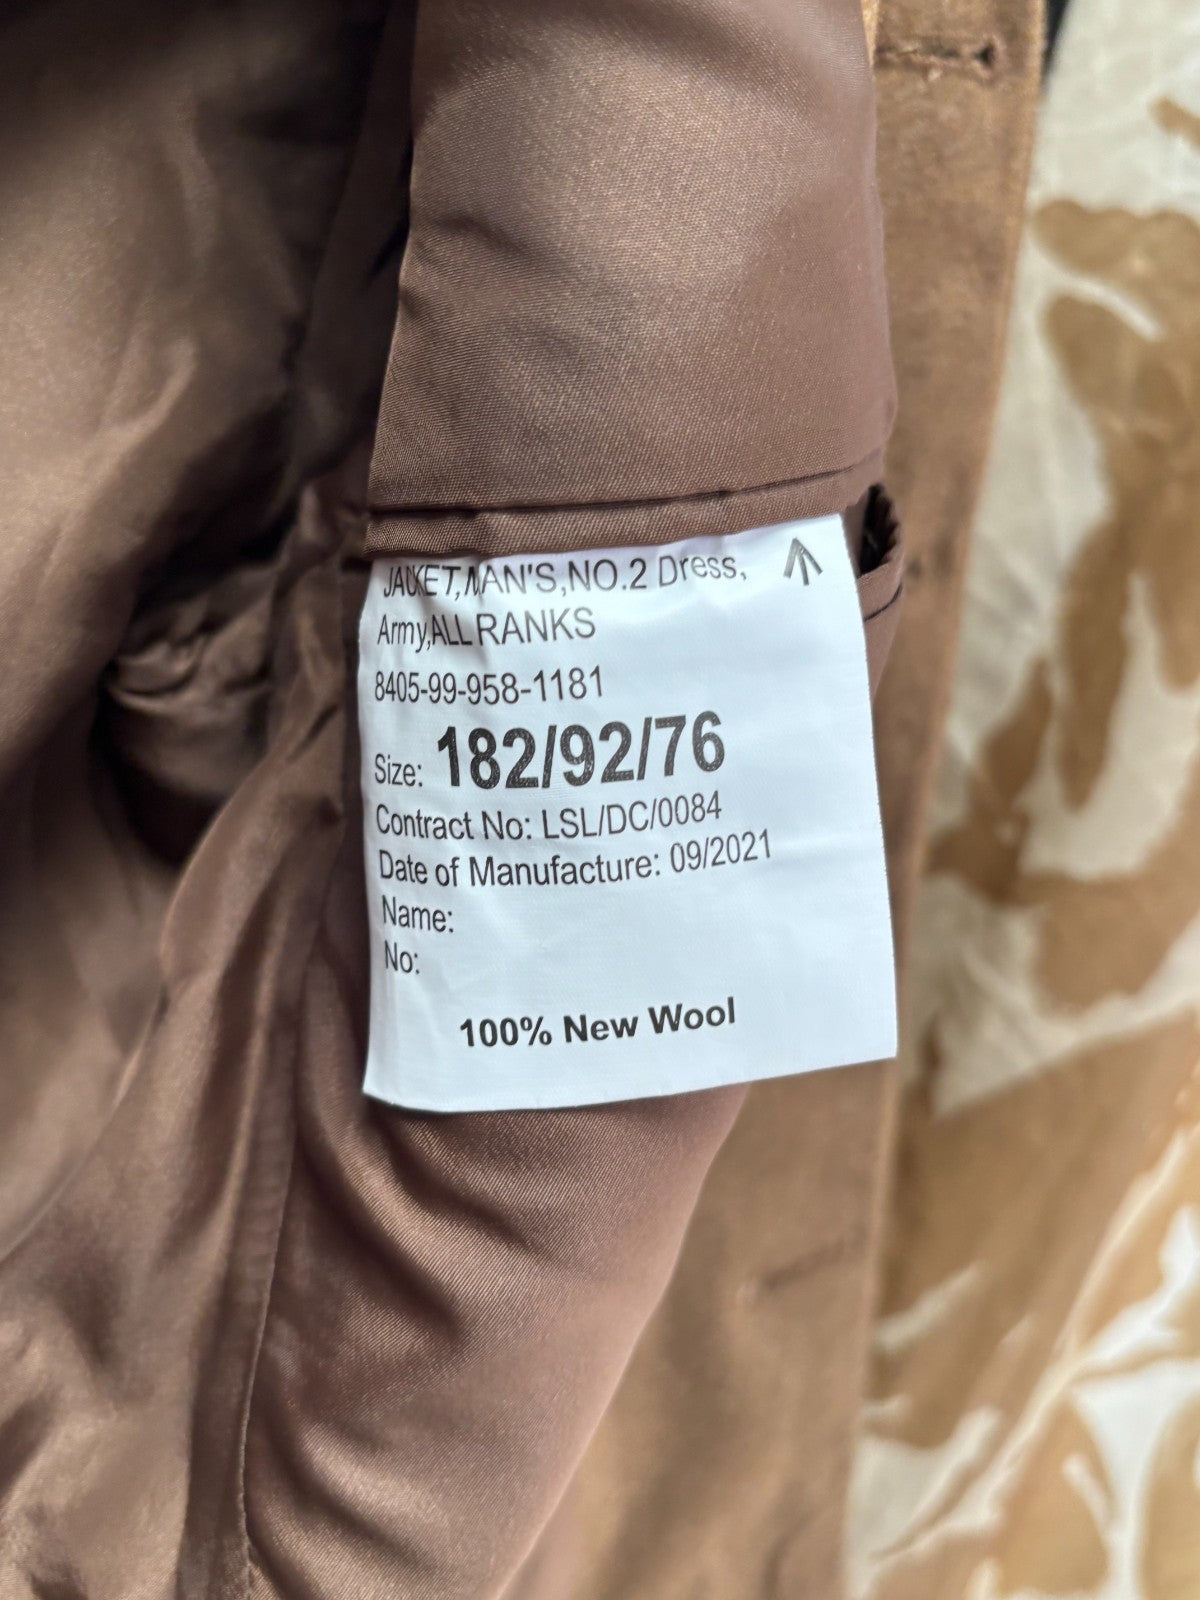 JACKET,MAN'S,NO.2 Dress,
Army,ALL RANKS
8405-99-958-1181
Size: 182/92/76
Contract No: LSL/DC/0084
Date of Manufacture: 09/2021
Name:
No:
100% New Wool